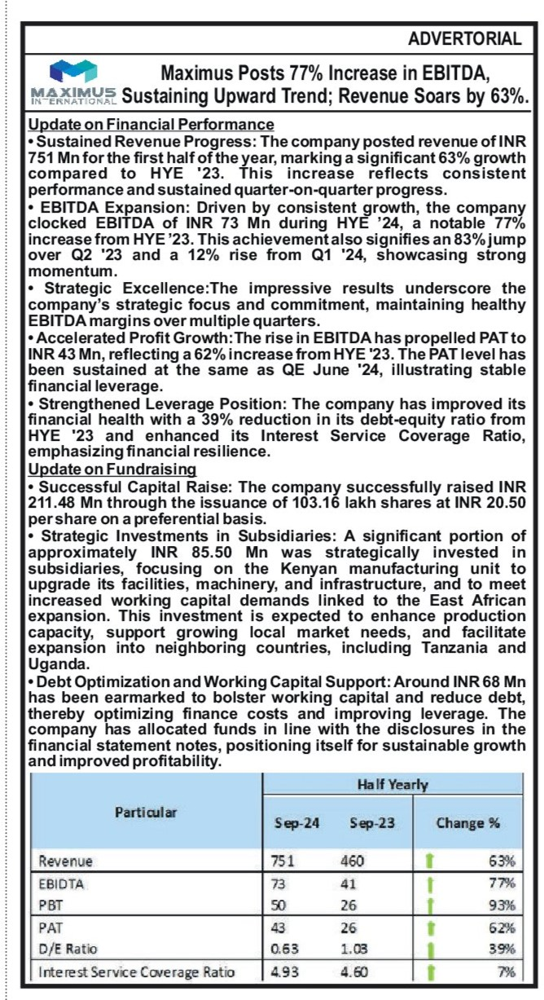 ADVERTORIAL
MAXIMUS
INTERNATIONAL
Maximus Posts 77% Increase in EBITDA,
Sustaining Upward Trend; Revenue Soars by 63%.
Update on Financial Performance
• Sustained Revenue Progress: The company posted revenue of INR
751 Mn for the first half of the year, marking a significant 63% growth
compared to HYE '23. This increase reflects consistent
performance and sustained quarter-on-quarter progress.
• EBITDA Expansion: Driven by consistent growth, the company
clocked EBITDA of INR 73 Mn during HYE ’24, a notable 77%
increase from HYE ’23. This achievement also signifies an 83% jump
over Q2 '23 and a 12% rise from Q1 '24, showcasing strong
momentum.
• Strategic Excellence:The impressive results underscore the
company’s strategic focus and commitment, maintaining healthy
EBITDA margins over multiple quarters.
• Accelerated Profit Growth:The rise in EBITDA has propelled PAT to
INR 43 Mn, reflecting a 62% increase from HYE '23. The PAT level has
been sustained at the same as QE June '24, illustrating stable
financial leverage.
• Strengthened Leverage Position: The company has improved its
financial health with a 39% reduction in its debt-equity ratio from
HYE '23 and enhanced its Interest Service Coverage Ratio,
emphasizing financial resilience.
Update on Fundraising
• Successful Capital Raise: The company successfully raised INR
211.48 Mn through the issuance of 103.16 lakh shares at INR 20.50
per share on a preferential basis.
• Strategic Investments in Subsidiaries: A significant portion of
approximately INR 85.50 Mn was strategically invested in
subsidiaries, focusing on the Kenyan manufacturing unit to
upgrade its facilities, machinery, and infrastructure, and to meet
increased working capital demands linked to the East African
expansion. This investment is expected to enhance production
capacity, support growing local market needs, and facilitate
expansion into neighboring countries, including Tanzania and
Uganda.
• Debt Optimization and Working Capital Support: Around INR 68 Mn
has been earmarked to bolster working capital and reduce debt,
thereby optimizing finance costs and improving leverage. The
company has allocated funds in line with the disclosures in the
financial statement notes, positioning itself for sustainable growth
and improved profitability.
Half Yearly
Particular Sep-24 Sep-23 Change %
Revenue 751 460 63%
EBIDTA 73 41 77%
PBT 50 26 93%
PAT 43 26 62%
D/E Ratio 0.63 1.03 39%
Interest Service Coverage Ratio 4.93 4.60 7%